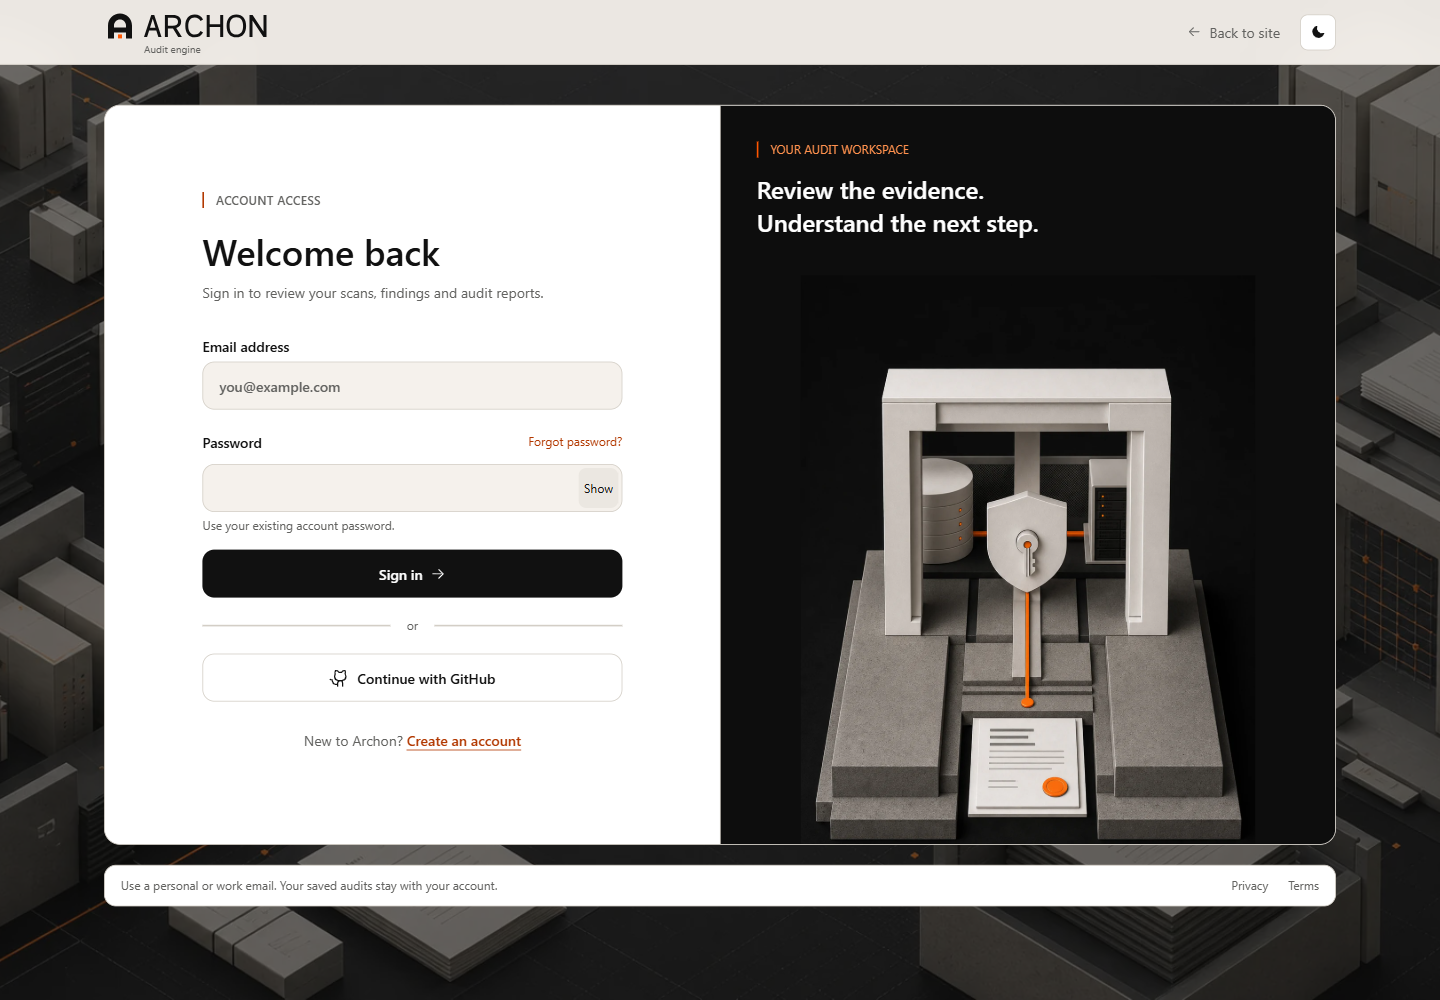 ARCHON
Audit engine
Back to site
ACCOUNT ACCESS
Welcome back
Sign in to review your scans, findings and audit reports.
Email address
you@example.com
Password
Forgot password?
Show
Use your existing account password.
Sign in
or
Continue with GitHub
New to Archon? Create an account
YOUR AUDIT WORKSPACE
Review the evidence.
Understand the next step.
Use a personal or work email. Your saved audits stay with your account.
Privacy
Terms